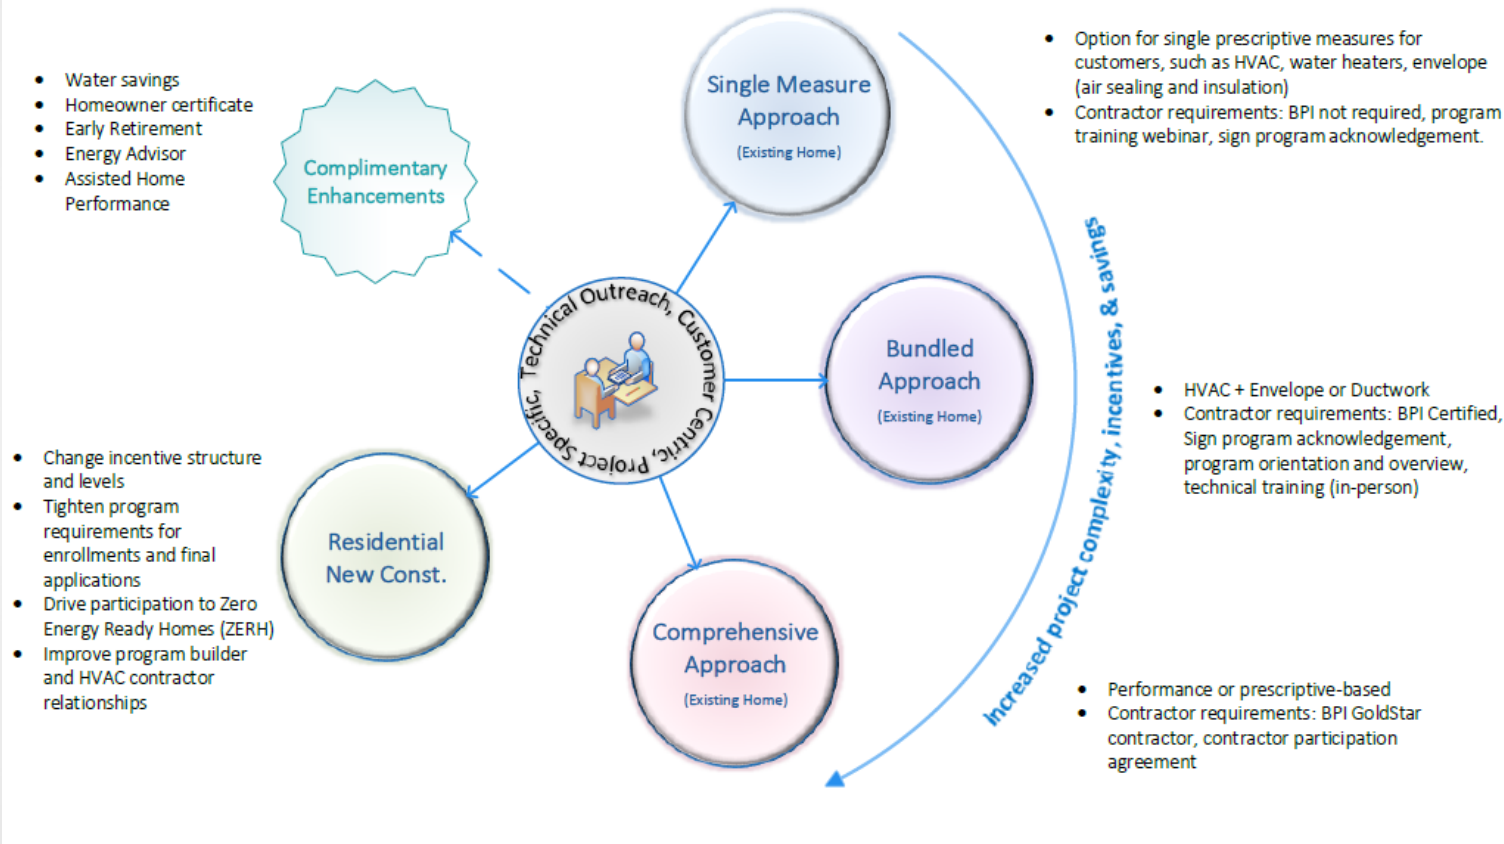 • Water savings
• Homeowner certificate
• Early Retirement
• Energy Advisor
• Assisted Home
Performance
Complimentary
Enhancements
Single Measure
Approach
(Existing Home)
• Option for single prescriptive measures for
customers, such as HVAC, water heaters, envelope
(air sealing and insulation)
• Contractor requirements: BPI not required, program
training webinar, sign program acknowledgement.
Technical Outreach, Customer Centric, Project Specific,
Bundled
Approach
(Existing Home)
Increased project complexity, incentives, & savings
• HVAC + Envelope or Ductwork
• Contractor requirements: BPI Certified,
Sign program acknowledgement,
program orientation and overview,
technical training (in-person)
• Change incentive structure
and levels
• Tighten program
requirements for
enrollments and final
applications
• Drive participation to Zero
Energy Ready Homes (ZERH)
• Improve program builder
and HVAC contractor
relationships
Residential
New Const.
Comprehensive
Approach
(Existing Home)
• Performance or prescriptive-based
• Contractor requirements: BPI GoldStar
contractor, contractor participation
agreement